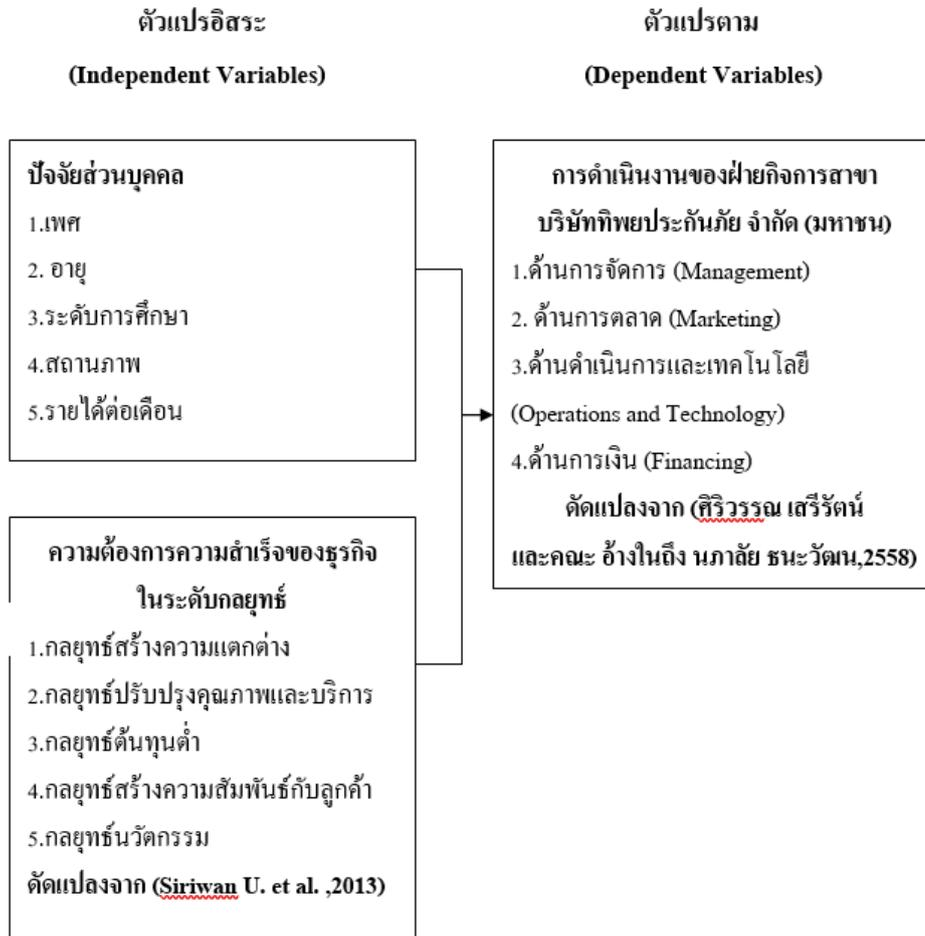 ตัวแปรอิสระ
(Independent Variables)
ปัจจัยส่วนบุคคล
1.เพศ
2. อายุ
3.ระดับการศึกษา
4.สถานภาพ
5.รายได้ต่อเดือน
ความต้องการความสำเร็จของธุรกิจ
ในระดับกลยุทธ์
1.กลยุทธ์สร้างความแตกต่าง
2.กลยุทธ์ปรับปรุงคุณภาพและบริการ
3.กลยุทธ์ต้นทุนต่ำ
4.กลยุทธ์สร้างความสัมพันธ์กับลูกค้า
5.กลยุทธ์นวัตกรรม
ดัดแปลงจาก (Siriwan U. et al. ,2013)
ตัวแปรตาม
(Dependent Variables)
การดำเนินงานของฝ่ายกิจการสาขา
บริษัททิพยประกันภัย จำกัด (มหาชน)
1.ด้านการจัดการ (Management)
2. ด้านการตลาด (Marketing)
3.ด้านดำเนินการและเทคโนโลยี
(Operations and Technology)
4.ด้านการเงิน (Financing)
ดัดแปลงจาก (ศิริวรรณ เสรีรัตน์
และคณะ อ้างในถึง นภาลัย ธนะวัฒน,2558)